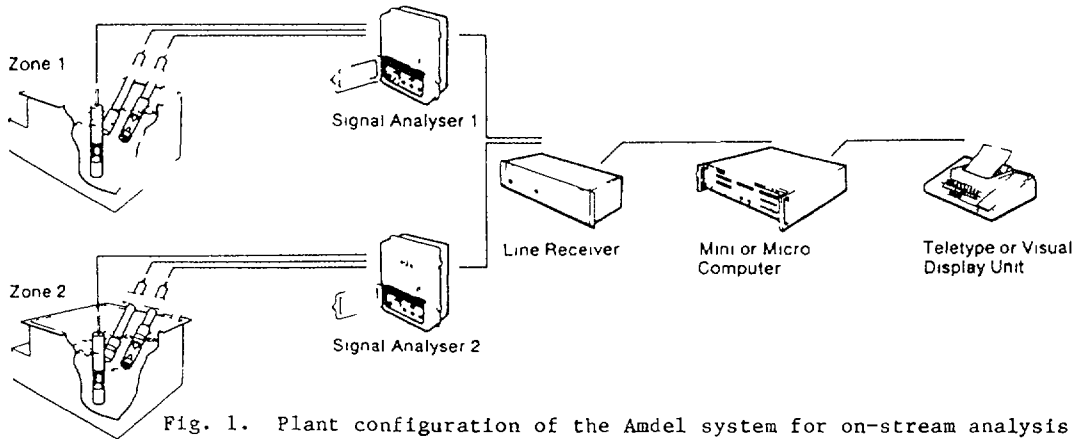 Zone 1
Signal Analyser 1
Line Receiver
Mini or Micro
Computer
Teletype or Visual
Display Unit
Zone 2
Signal Analyser 2
Fig. 1. Plant configuration of the Amdel system for on-stream analysis